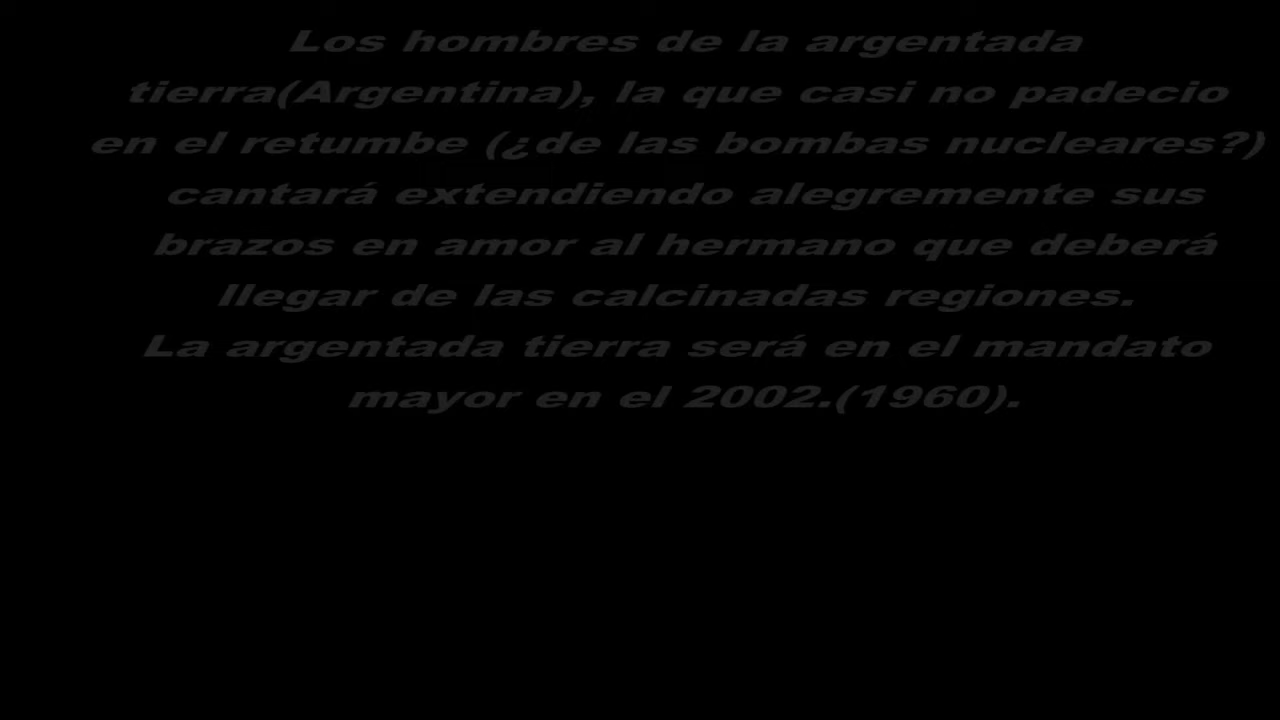 Los hombres de la argentada
tierra(Argentina), la que casi no padecio
en el retumbe (¿de las bombas nucleares?)
cantará extendiendo alegremente sus
brazos en amor al hermano que deberá
llegar de las calcinadas regiones.
La argentada tierra será en el mandato
mayor en el 2002.(1960).